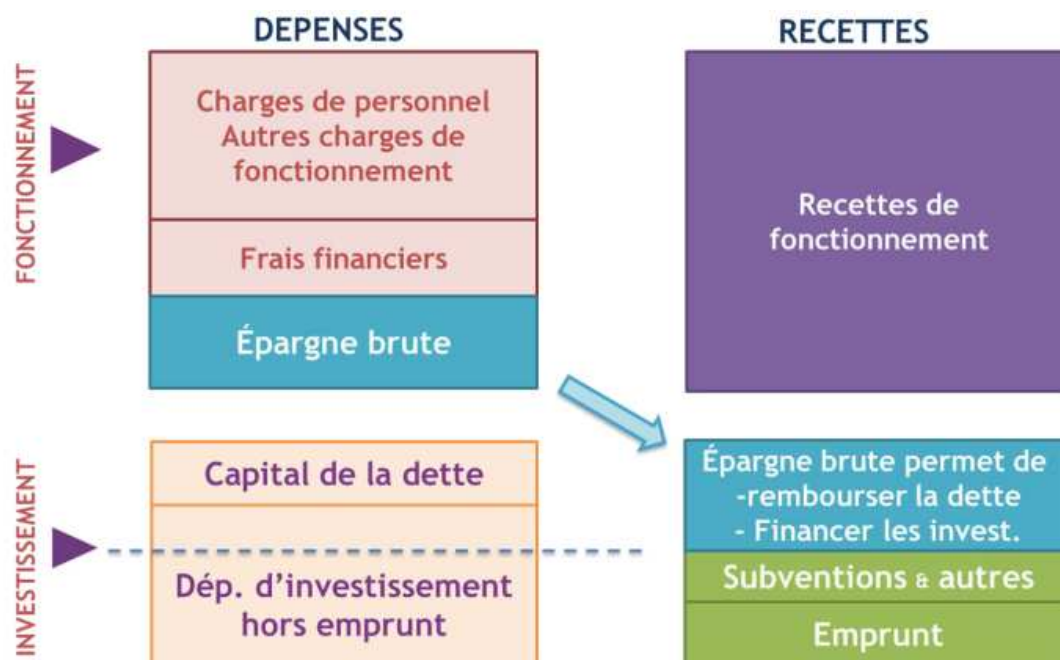 DEPENSES
RECETTES
FONCTIONNEMENT
Charges de personnel
Autres charges de
fonctionnement
Frais financiers
Épargne brute
Recettes de
fonctionnement
INVESTISSEMENT
Capital de la dette
Dép. d'investissement
hors emprunt
Épargne brute permet de
-rembourser la dette
- Financer les invest.
Subventions & autres
Emprunt